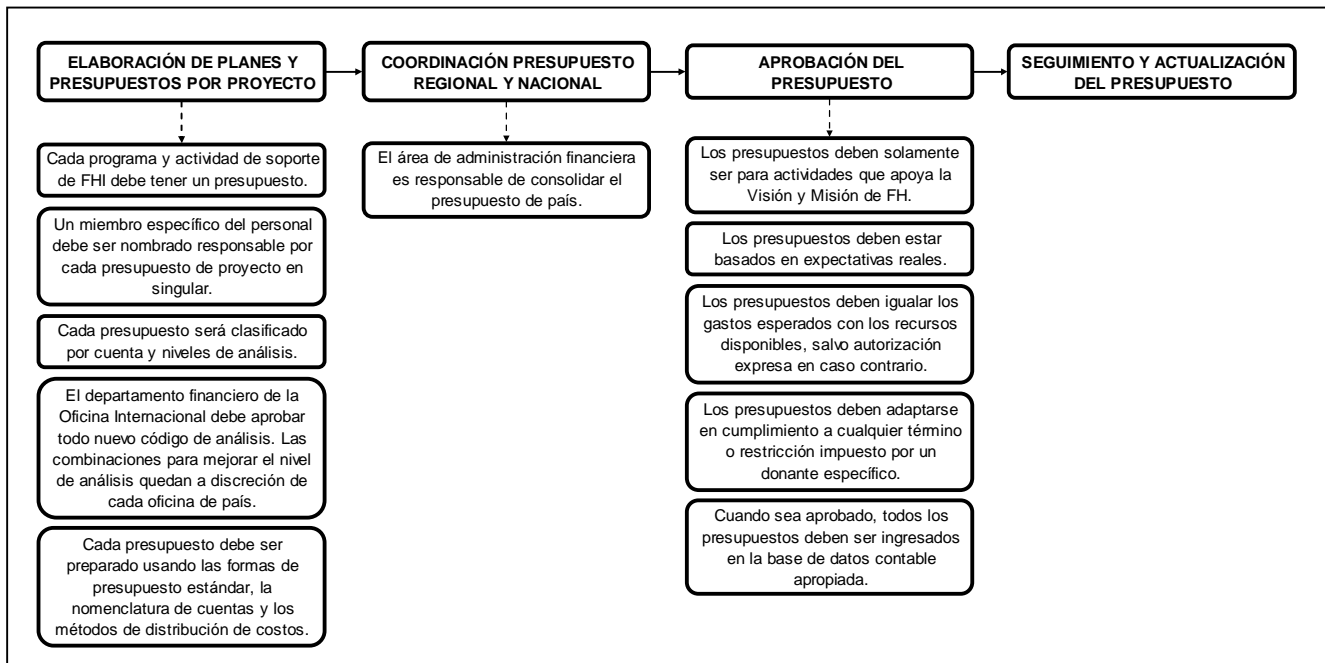 ELABORACIÓN DE PLANES Y
PRESUPUESTOS POR PROYECTO
Cada programa y actividad de soporte
de FHI debe tener un presupuesto.
Un miembro específico del personal
debe ser nombrado responsable por
cada presupuesto de proyecto en
singular.
Cada presupuesto será clasificado
por cuenta y niveles de análisis.
El departamento financiero de la
Oficina Internacional debe aprobar
todo nuevo código de análisis. Las
combinaciones para mejorar el nivel
de análisis quedan a discreción de
cada oficina de país.
Cada presupuesto debe ser
preparado usando las formas de
presupuesto estándar, la
nomenclatura de cuentas y los
métodos de distribución de costos.
COORDINACIÓN PRESUPUESTO
REGIONAL Y NACIONAL
El área de administración financiera
es responsable de consolidar el
presupuesto de país.
APROBACIÓN DEL
PRESUPUESTO
Los presupuestos deben solamente
ser para actividades que apoya la
Visión y Misión de FH.
Los presupuestos deben estar
basados en expectativas reales.
Los presupuestos deben igualar los
gastos esperados con los recursos
disponibles, salvo autorización
expresa en caso contrario.
Los presupuestos deben adaptarse
en cumplimiento a cualquier término
o restricción impuesto por un
donante específico.
Cuando sea aprobado, todos los
presupuestos deben ser ingresados
en la base de datos contable
apropiada.
SEGUIMIENTO Y ACTUALIZACIÓN
DEL PRESUPUESTO